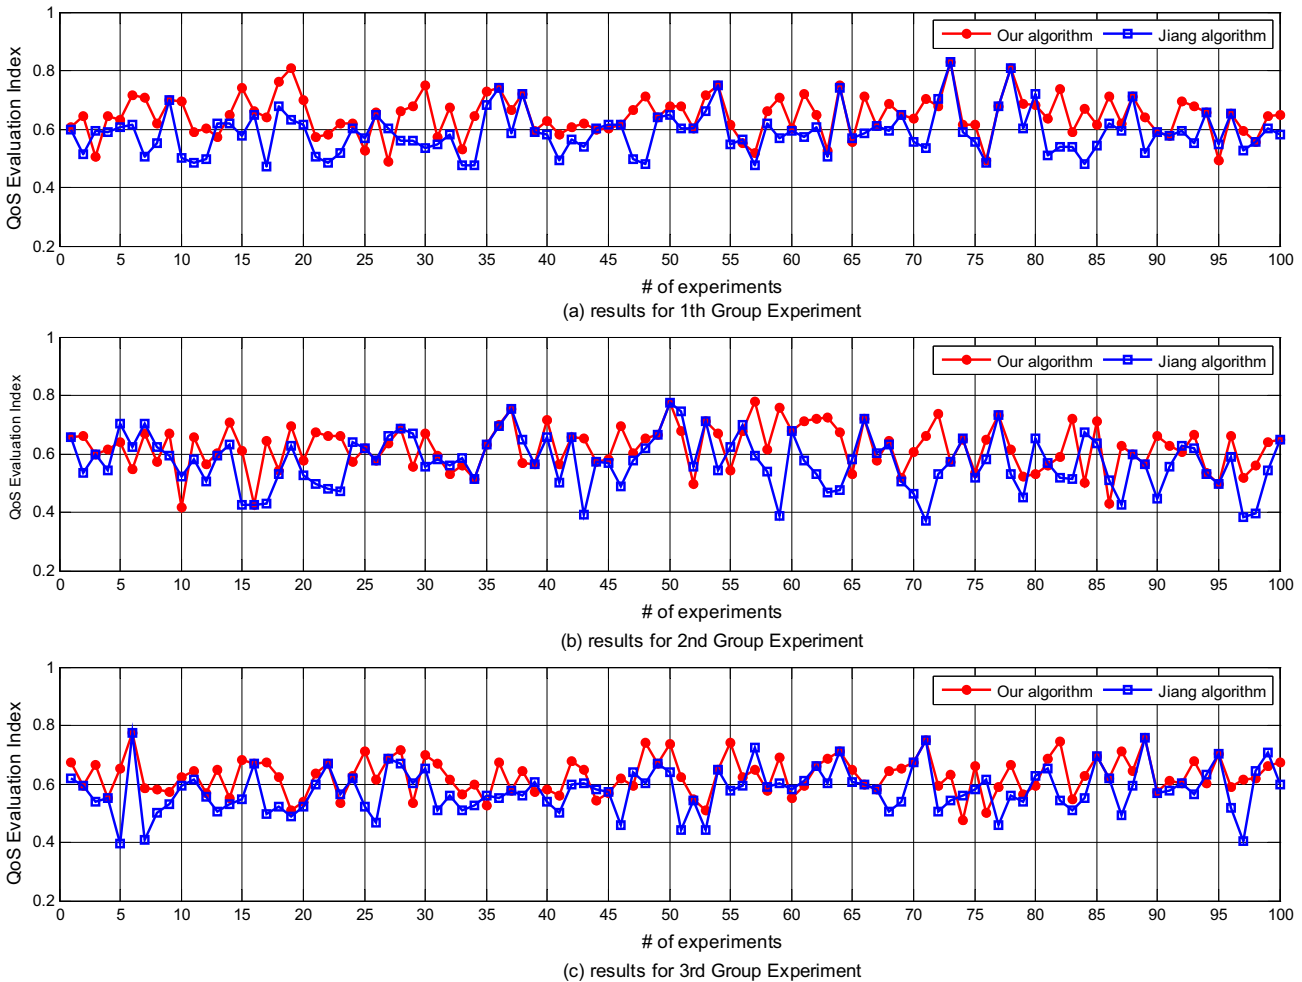 1
0.8
0.6
0.4
0.2
QoS Evaluation Index
Our algorithm Jiang algorithm
0 5 10 15 20 25 30 35 40 45 50 55 60 65 70 75 80 85 90 95 100
# of experiments
(a) results for 1th Group Experiment
1
0.8
0.6
0.4
0.2
QoS Evaluation Index
Our algorithm Jiang algorithm
0 5 10 15 20 25 30 35 40 45 50 55 60 65 70 75 80 85 90 95 100
# of experiments
(b) results for 2nd Group Experiment
1
0.8
0.6
0.4
0.2
QoS Evaluation Index
Our algorithm Jiang algorithm
0 5 10 15 20 25 30 35 40 45 50 55 60 65 70 75 80 85 90 95 100
# of experiments
(c) results for 3rd Group Experiment